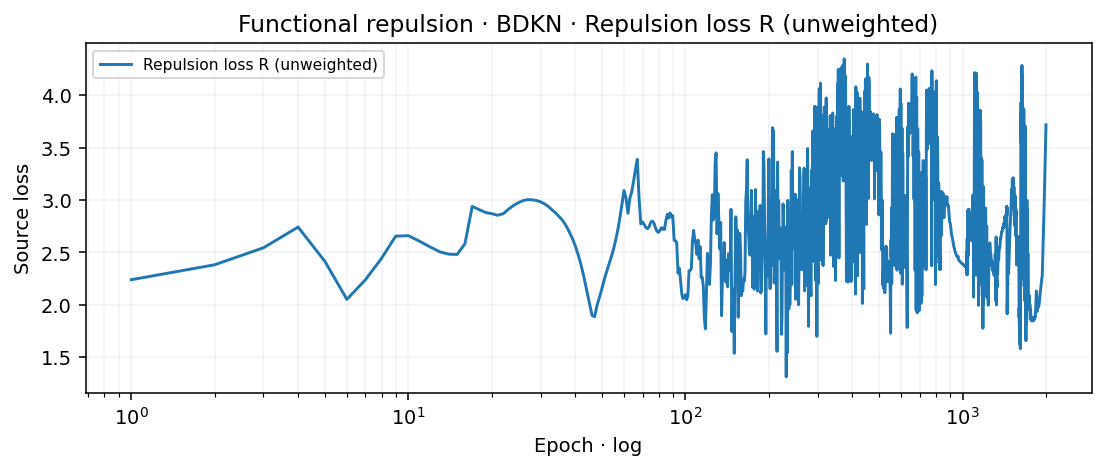 Functional repulsion · BDKN · Repulsion loss R (unweighted)
Repulsion loss R (unweighted)
Source loss
4.0
3.5
3.0
2.5
2.0
1.5
10⁰ 10¹ 10² 10³
Epoch · log